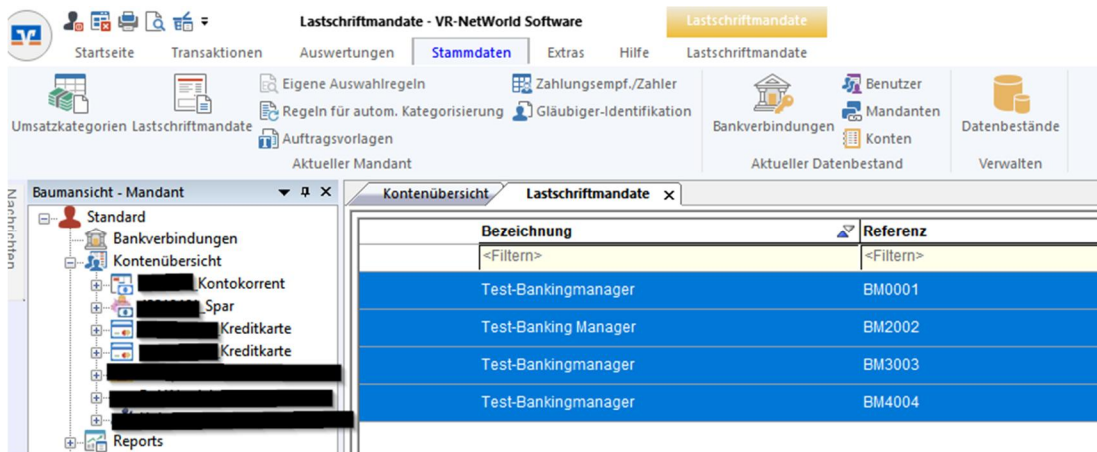 Lastschriftmandate - VR-NetWorld Software
Lastschriftmandate
Startseite Transaktionen Auswertungen Stammdaten Extras Hilfe Lastschriftmandate
Umsatzkategorien
Lastschriftmandate
Eigene Auswahlregeln
Regeln für autom. Kategorisierung
Auftragsvorlagen
Zahlungsempf./Zahler
Gläubiger-Identifikation
Aktueller Mandant
Bankverbindungen
Benutzer
Mandanten
Konten
Aktueller Datenbestand
Datenbestände
Verwalten
Nachrichten
Baumansicht - Mandant
Standard
Bankverbindungen
Kontenübersicht
_Kontokorrent
_Spar
Kreditkarte
Kreditkarte
Reports
Kontenübersicht Lastschriftmandate
Bezeichnung Referenz
<Filtern> <Filtern>
Test-Bankingmanager BM0001
Test-Banking Manager BM2002
Test-Bankingmanager BM3003
Test-Bankingmanager BM4004